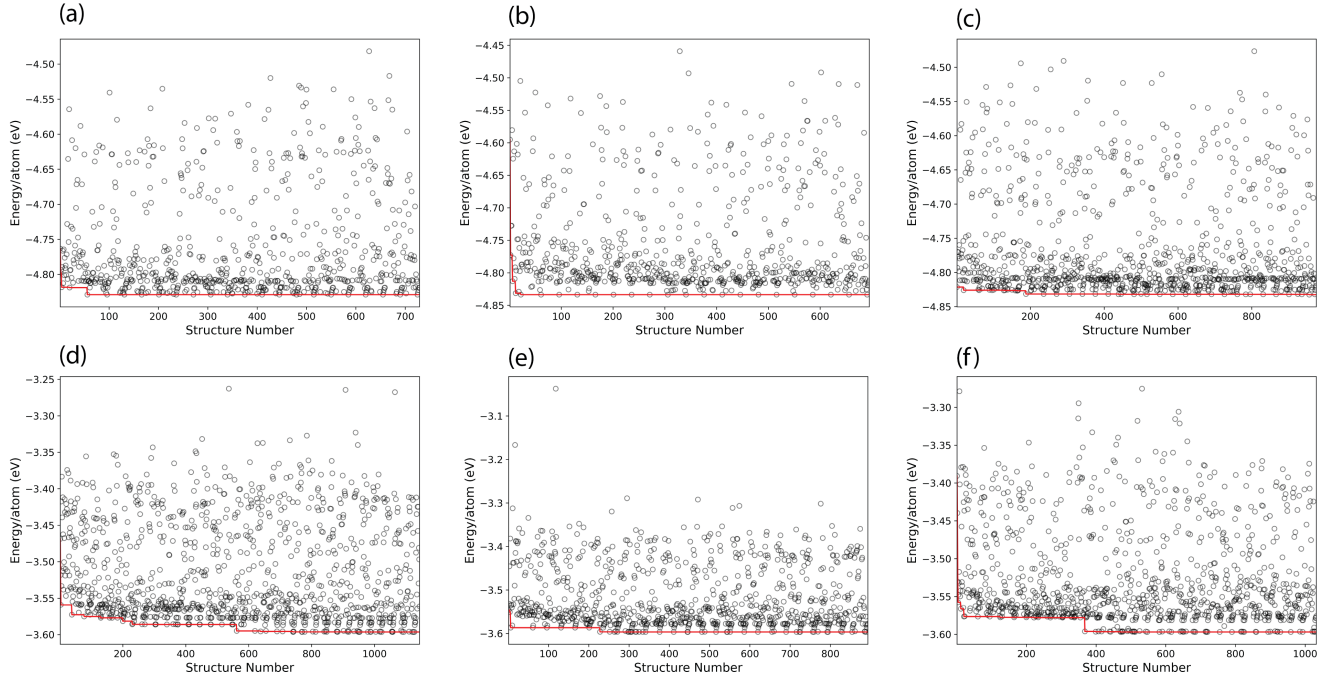 (a)
Energy/atom (eV)
−4.50
−4.55
−4.60
−4.65
−4.70
−4.75
−4.80
100 200 300 400 500 600 700
Structure Number
(b)
Energy/atom (eV)
−4.45
−4.50
−4.55
−4.60
−4.65
−4.70
−4.75
−4.80
−4.85
100 200 300 400 500 600
Structure Number
(c)
Energy/atom (eV)
−4.50
−4.55
−4.60
−4.65
−4.70
−4.75
−4.80
−4.85
200 400 600 800
Structure Number
(d)
Energy/atom (eV)
−3.25
−3.30
−3.35
−3.40
−3.45
−3.50
−3.55
−3.60
200 400 600 800 1000
Structure Number
(e)
Energy/atom (eV)
−3.1
−3.2
−3.3
−3.4
−3.5
−3.6
100 200 300 400 500 600 700 800
Structure Number
(f)
Energy/atom (eV)
−3.30
−3.35
−3.40
−3.45
−3.50
−3.55
−3.60
200 400 600 800 1000
Structure Number